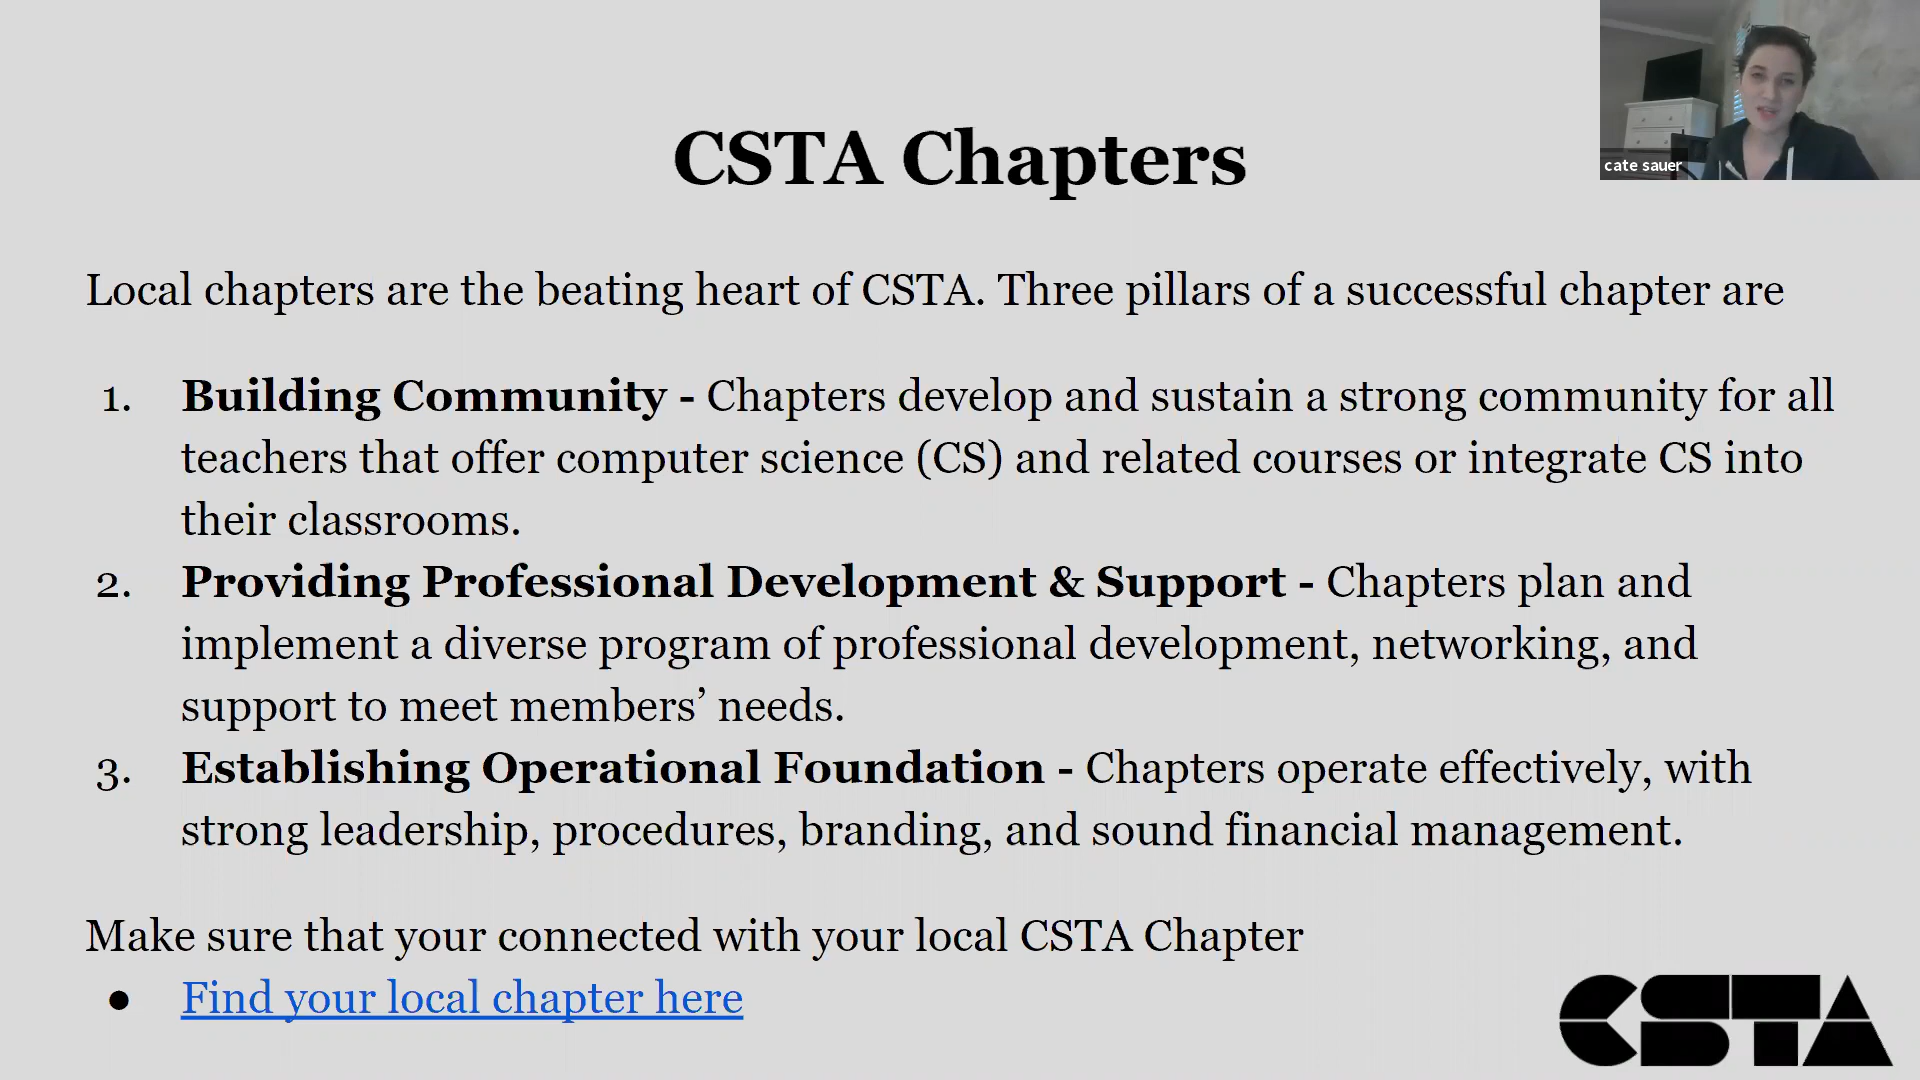 cate sauer
CSTA Chapters
Local chapters are the beating heart of CSTA. Three pillars of a successful chapter are
1. Building Community - Chapters develop and sustain a strong community for all
teachers that offer computer science (CS) and related courses or integrate CS into
their classrooms.
2. Providing Professional Development & Support - Chapters plan and
implement a diverse program of professional development, networking, and
support to meet members’ needs.
3. Establishing Operational Foundation - Chapters operate effectively, with
strong leadership, procedures, branding, and sound financial management.
Make sure that your connected with your local CSTA Chapter
● Find your local chapter here
CSTA